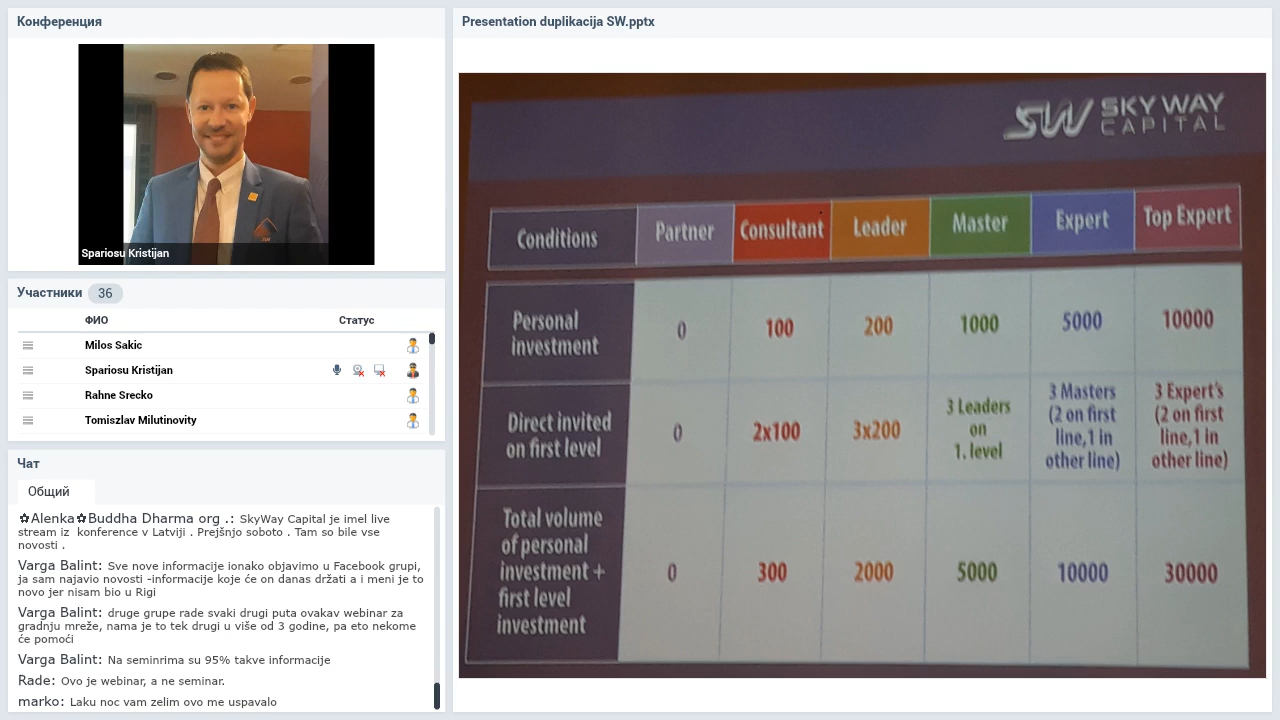 Конференция
Spariosu Kristijan
Участники 36
ФИО Статус
Milos Sakic
Spariosu Kristijan
Rahne Srecko
Tomiszlav Milutinovity
Чат
Общий
✿Alenka✿Buddha Dharma org .: SkyWay Capital je imel live
stream iz konference v Latviji . Prejšnjo soboto . Tam so bile vse
novosti .
Varga Balint: Sve nove informacije ionako objavimo u Facebook grupi,
ja sam najavio novosti -informacije koje će on danas držati a i meni je to
novo jer nisam bio u Rigi
Varga Balint: druge grupe rade svaki drugi puta ovakav webinar za
gradnju mreže, nama je to tek drugi u više od 3 godine, pa eto nekome
će pomoći
Varga Balint: Na seminrima su 95% takve informacije
Rade: Ovo je webinar, a ne seminar.
marko: Laku noc vam zelim ovo me uspavalo
Presentation duplikacija SW.pptx
SW SKY WAY
CAPITAL
Conditions Partner Consultant Leader Master Expert Top Expert
Personal
investment
0 100 200 1000 5000 10000
Direct invited
on first level
0 2x100 3x200
3 Leaders
on
1. level
3 Masters
(2 on first
line,1 in
other line)
3 Expert's
(2 on first
line,1 in
other line)
Total volume
of personal
investment +
first level
investment
0 300 2000 5000 10000 30000